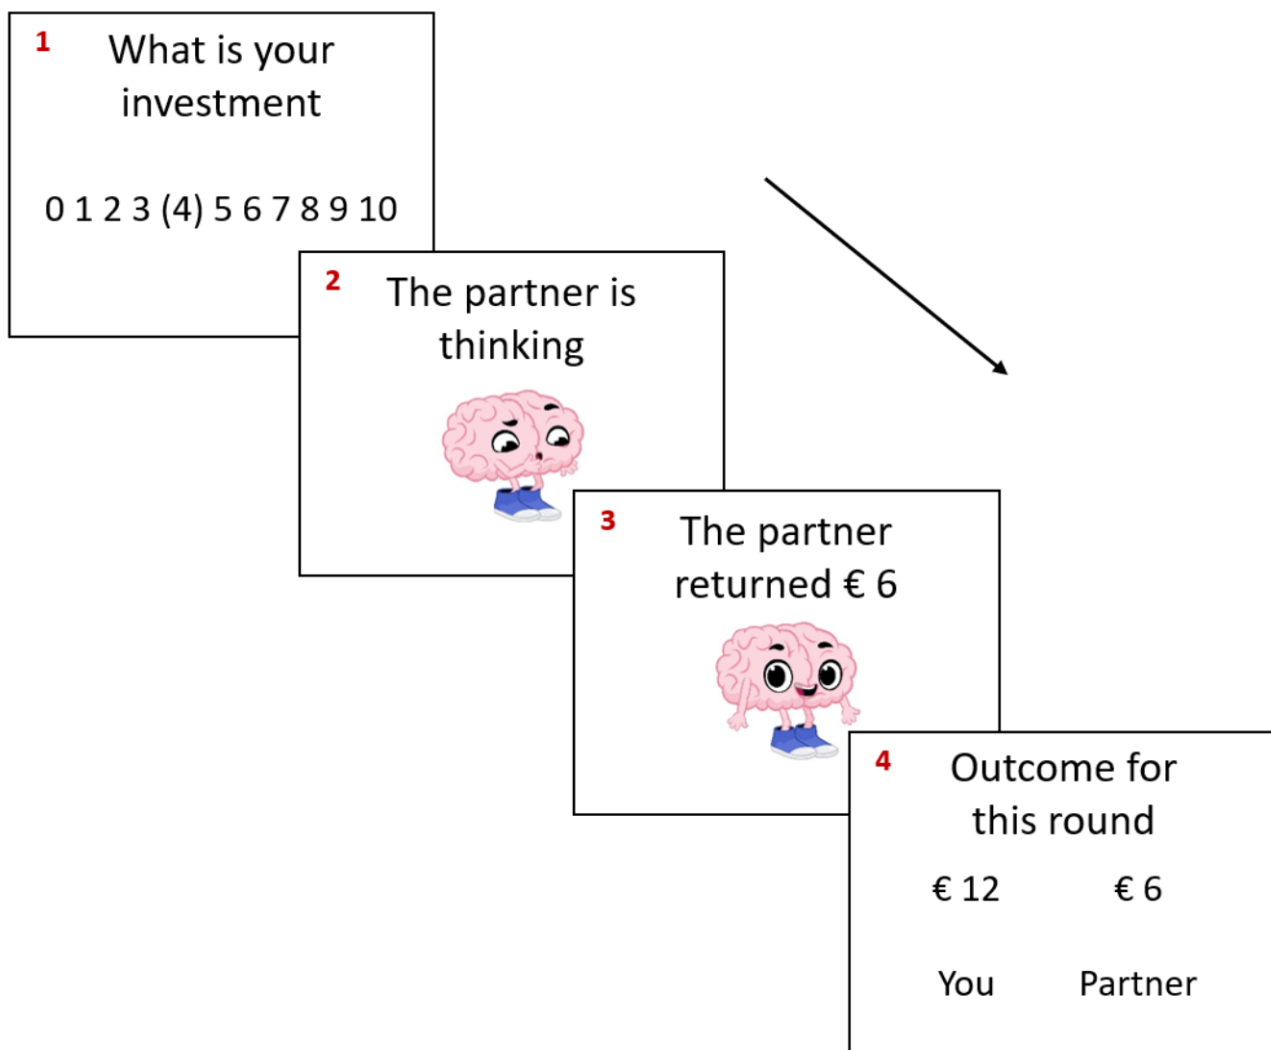 1
What is your
investment
0 1 2 3 (4) 5 6 7 8 9 10
2
The partner is
thinking
3
The partner
returned € 6
4
Outcome for
this round
€ 12 € 6
You Partner